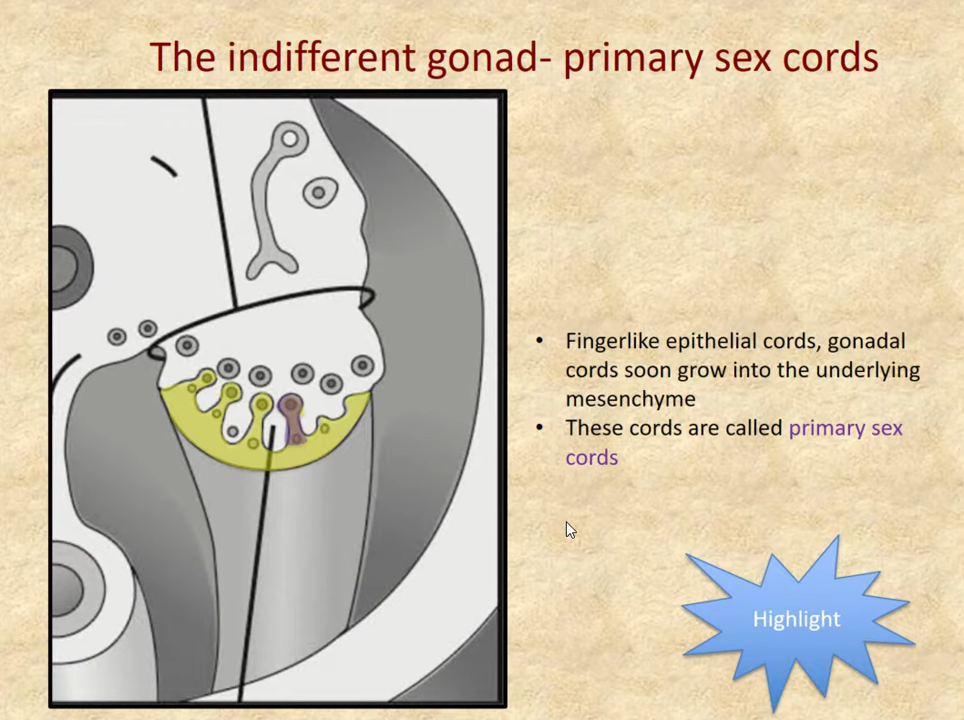 The indifferent gonad- primary sex cords
• Fingerlike epithelial cords, gonadal
cords soon grow into the underlying
mesenchyme
• These cords are called primary sex
cords
Highlight